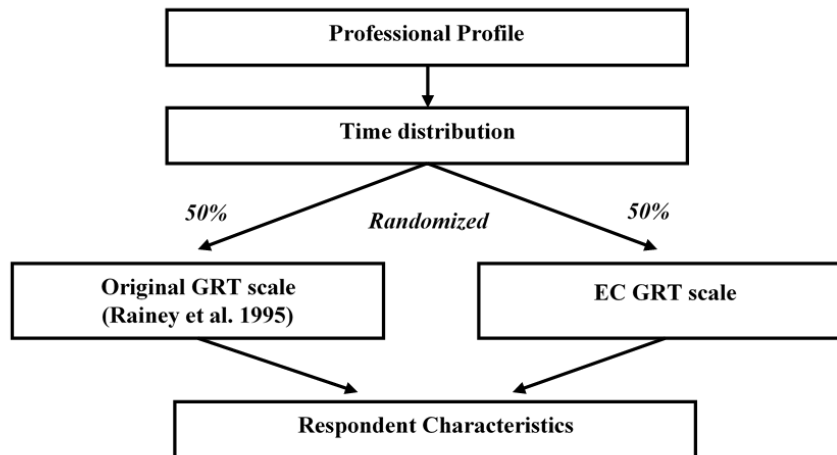 Professional Profile
Time distribution
50%
Randomized
50%
Original GRT scale
(Rainey et al. 1995)
EC GRT scale
Respondent Characteristics